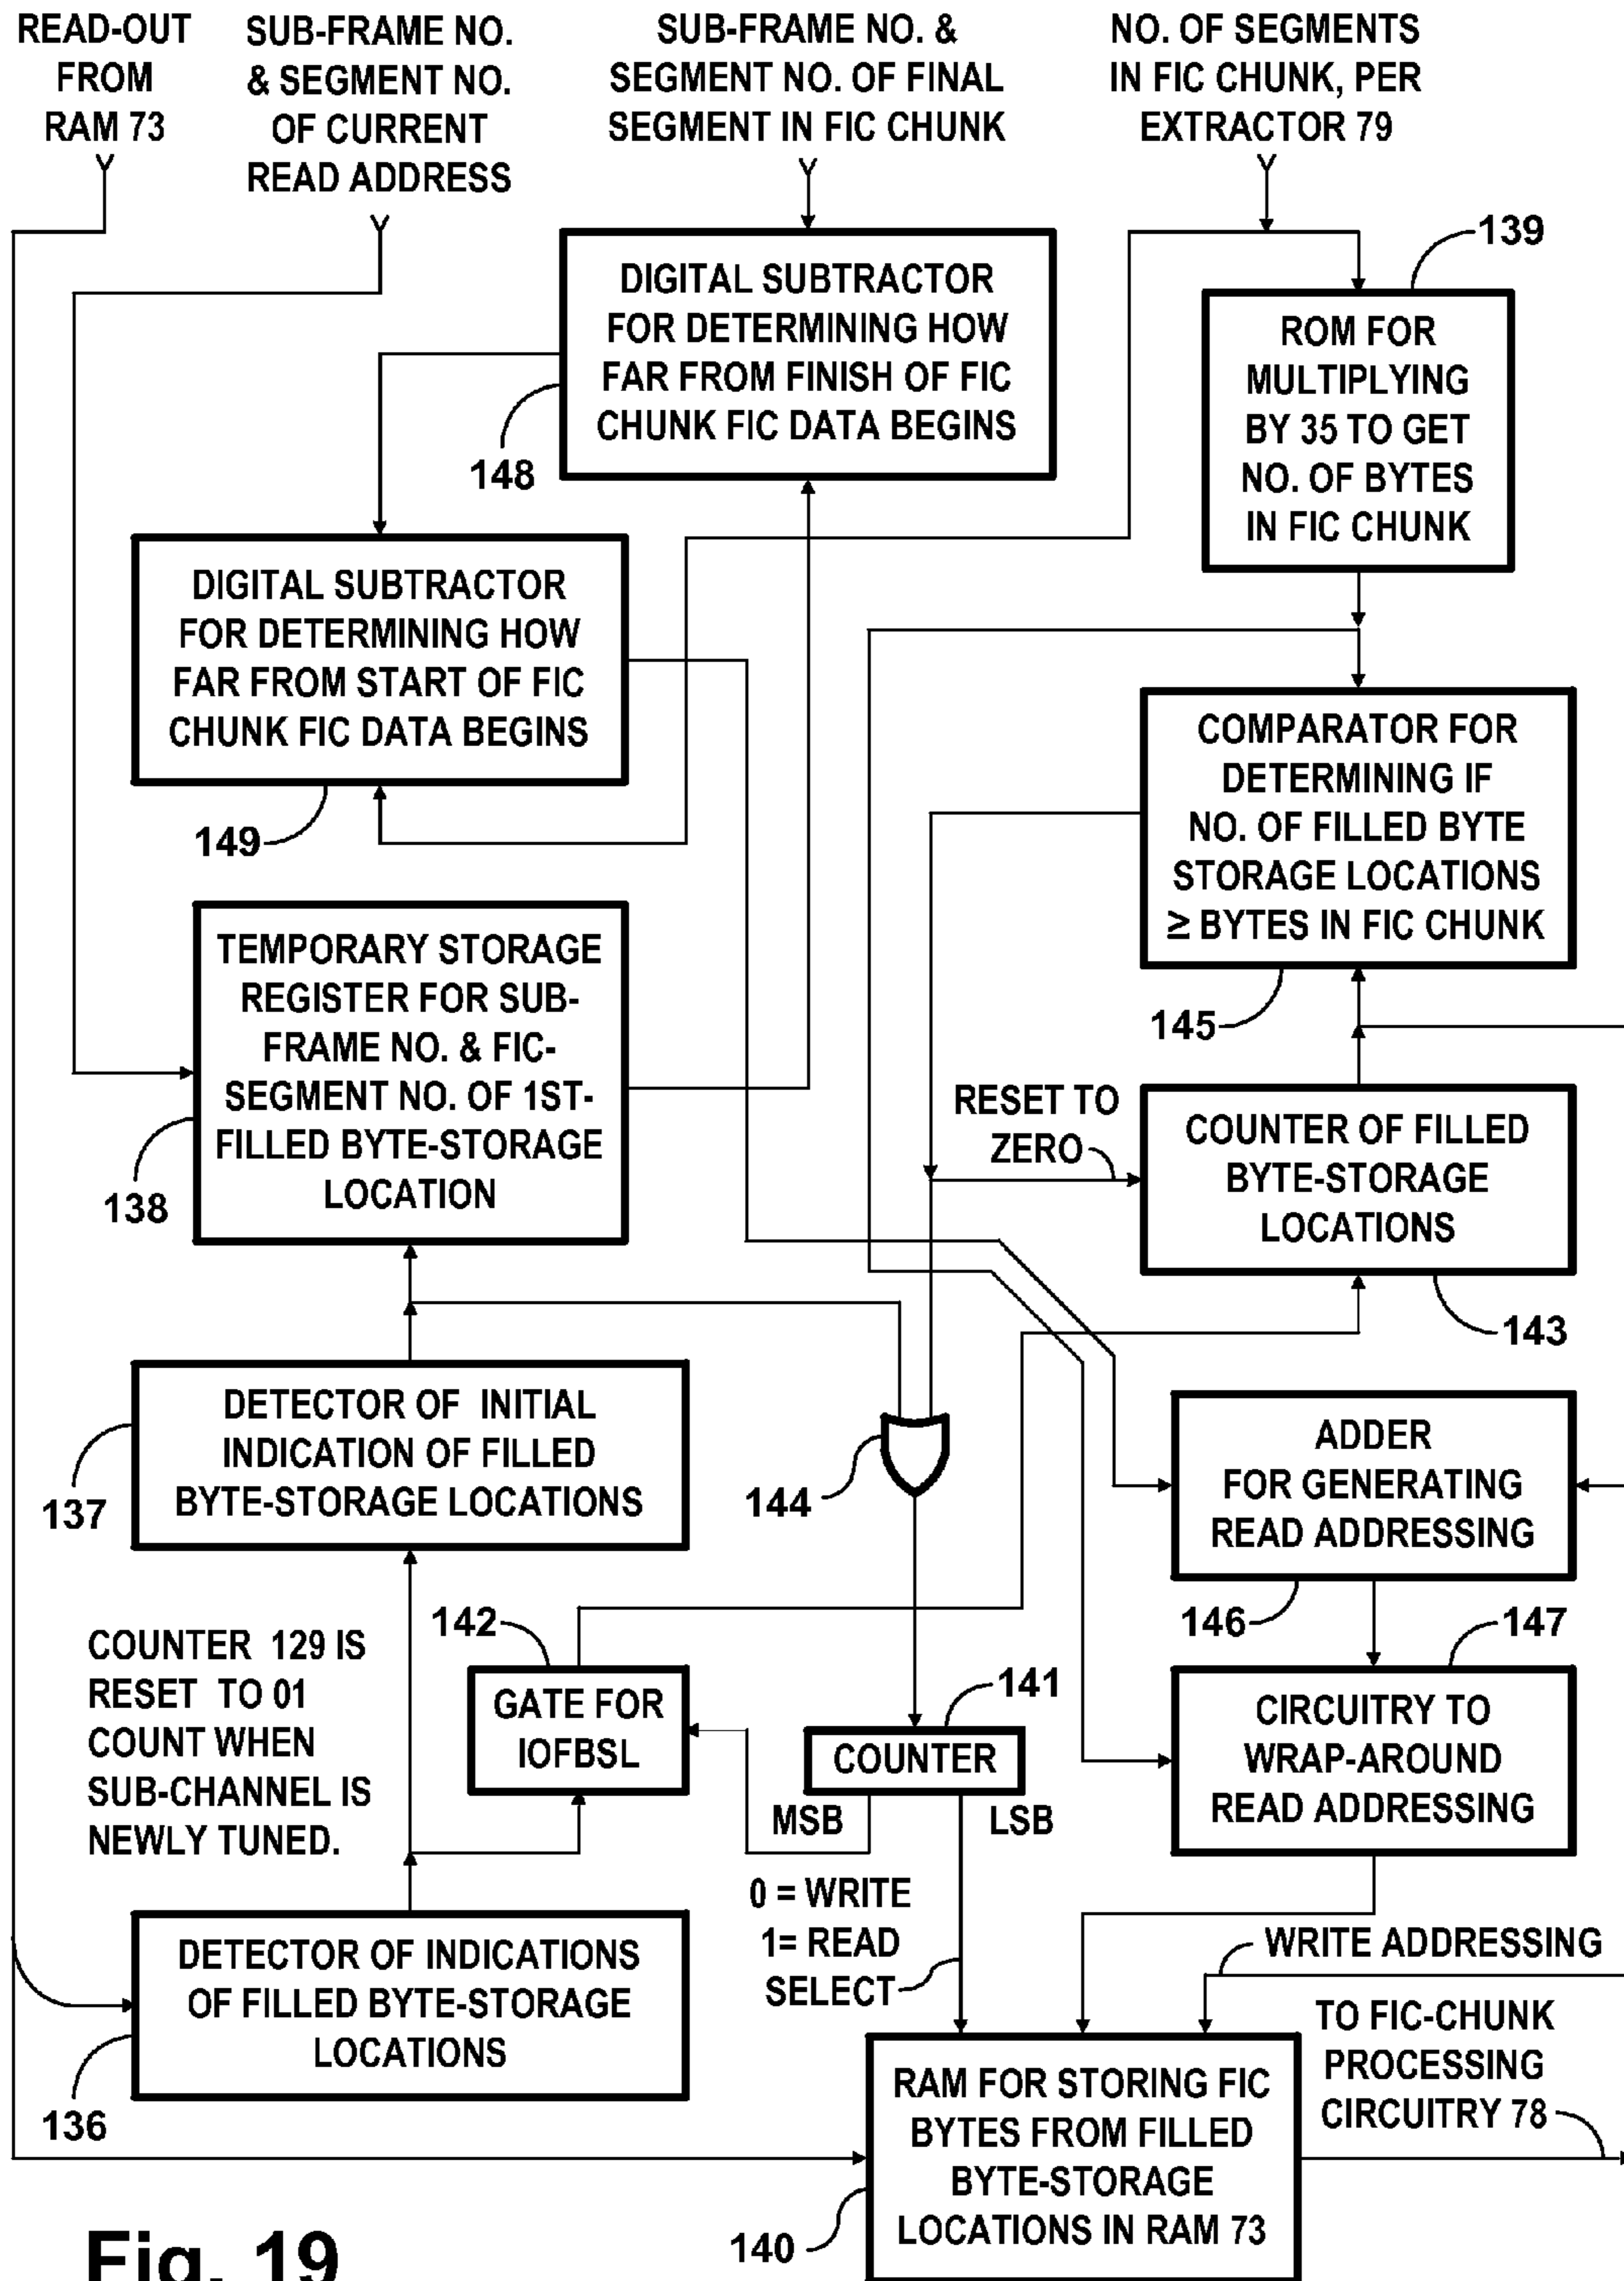 READ-OUT
FROM
RAM 73
SUB-FRAME NO.
& SEGMENT NO.
OF CURRENT
READ ADDRESS
SUB-FRAME NO. &
SEGMENT NO. OF FINAL
SEGMENT IN FIC CHUNK
NO. OF SEGMENTS
IN FIC CHUNK, PER
EXTRACTOR 79
139
DIGITAL SUBTRACTOR
FOR DETERMINING HOW
FAR FROM FINISH OF FIC
CHUNK FIC DATA BEGINS
148
ROM FOR
MULTIPLYING
BY 35 TO GET
NO. OF BYTES
IN FIC CHUNK
DIGITAL SUBTRACTOR
FOR DETERMINING HOW
FAR FROM START OF FIC
CHUNK FIC DATA BEGINS
149
COMPARATOR FOR
DETERMINING IF
NO. OF FILLED BYTE
STORAGE LOCATIONS
≥ BYTES IN FIC CHUNK
145
TEMPORARY STORAGE
REGISTER FOR SUB-
FRAME NO. & FIC-
SEGMENT NO. OF 1ST-
FILLED BYTE-STORAGE
LOCATION
138
RESET TO
ZERO
COUNTER OF FILLED
BYTE-STORAGE
LOCATIONS
143
DETECTOR OF INITIAL
INDICATION OF FILLED
BYTE-STORAGE LOCATIONS
137
144
ADDER
FOR GENERATING
READ ADDRESSING
146
147
COUNTER 129 IS
RESET TO 01
COUNT WHEN
SUB-CHANNEL IS
NEWLY TUNED.
142
GATE FOR
IOFBSL
141
COUNTER
MSB
LSB
CIRCUITRY TO
WRAP-AROUND
READ ADDRESSING
0 = WRITE
1= READ
SELECT
WRITE ADDRESSING
DETECTOR OF INDICATIONS
OF FILLED BYTE-STORAGE
LOCATIONS
136
TO FIC-CHUNK
PROCESSING
CIRCUITRY 78
RAM FOR STORING FIC
BYTES FROM FILLED
BYTE-STORAGE
LOCATIONS IN RAM 73
140
Fig. 19